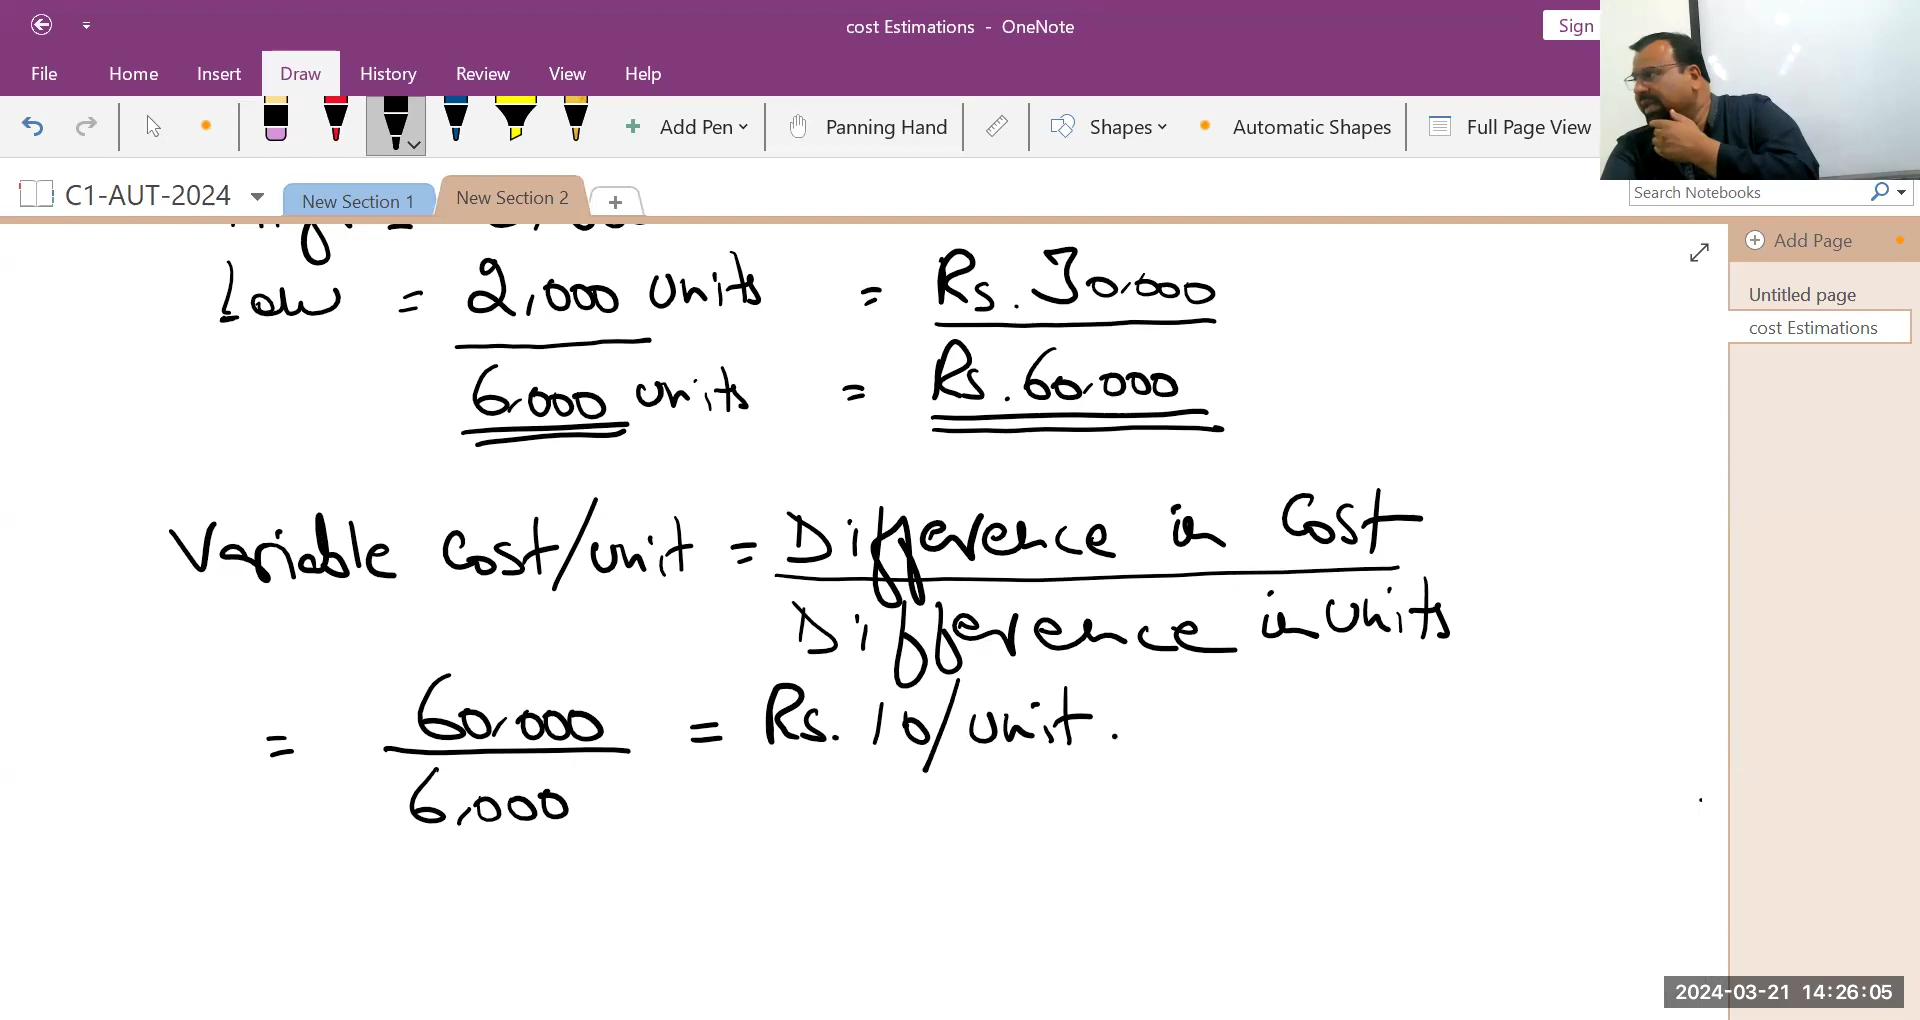 cost Estimations - OneNote
Sign
File Home Insert Draw History Review View Help
Add Pen Panning Hand Shapes Automatic Shapes Full Page View
C1-AUT-2024 New Section 1 New Section 2 +
Search Notebooks
Add Page
Untitled page
cost Estimations
Low = 2,000 units = Rs. 30,000
6,000 units = Rs. 60,000
Variable Cost/unit = Difference in Cost
Difference in units
= 60,000 = Rs. 10/unit.
6,000
2024-03-21 14:26:05